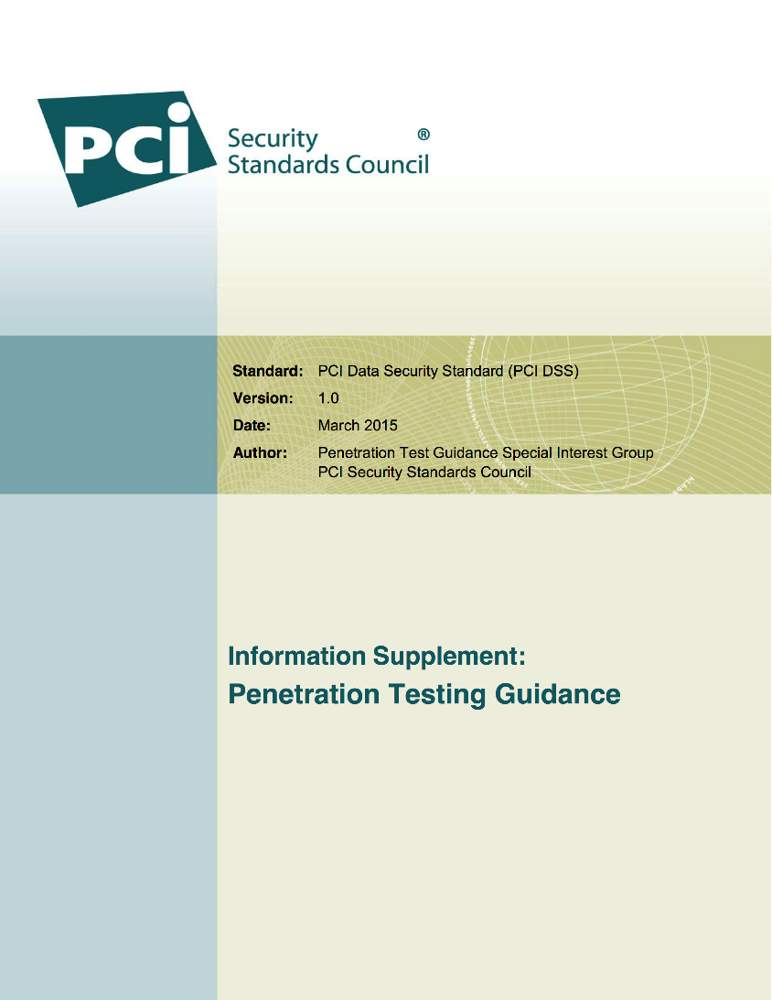 PCi
Security ®
Standards Council
Standard: PCI Data Security Standard (PCI DSS)
Version: 1.0
Date: March 2015
Author: Penetration Test Guidance Special Interest Group
PCI Security Standards Council
Information Supplement:
Penetration Testing Guidance